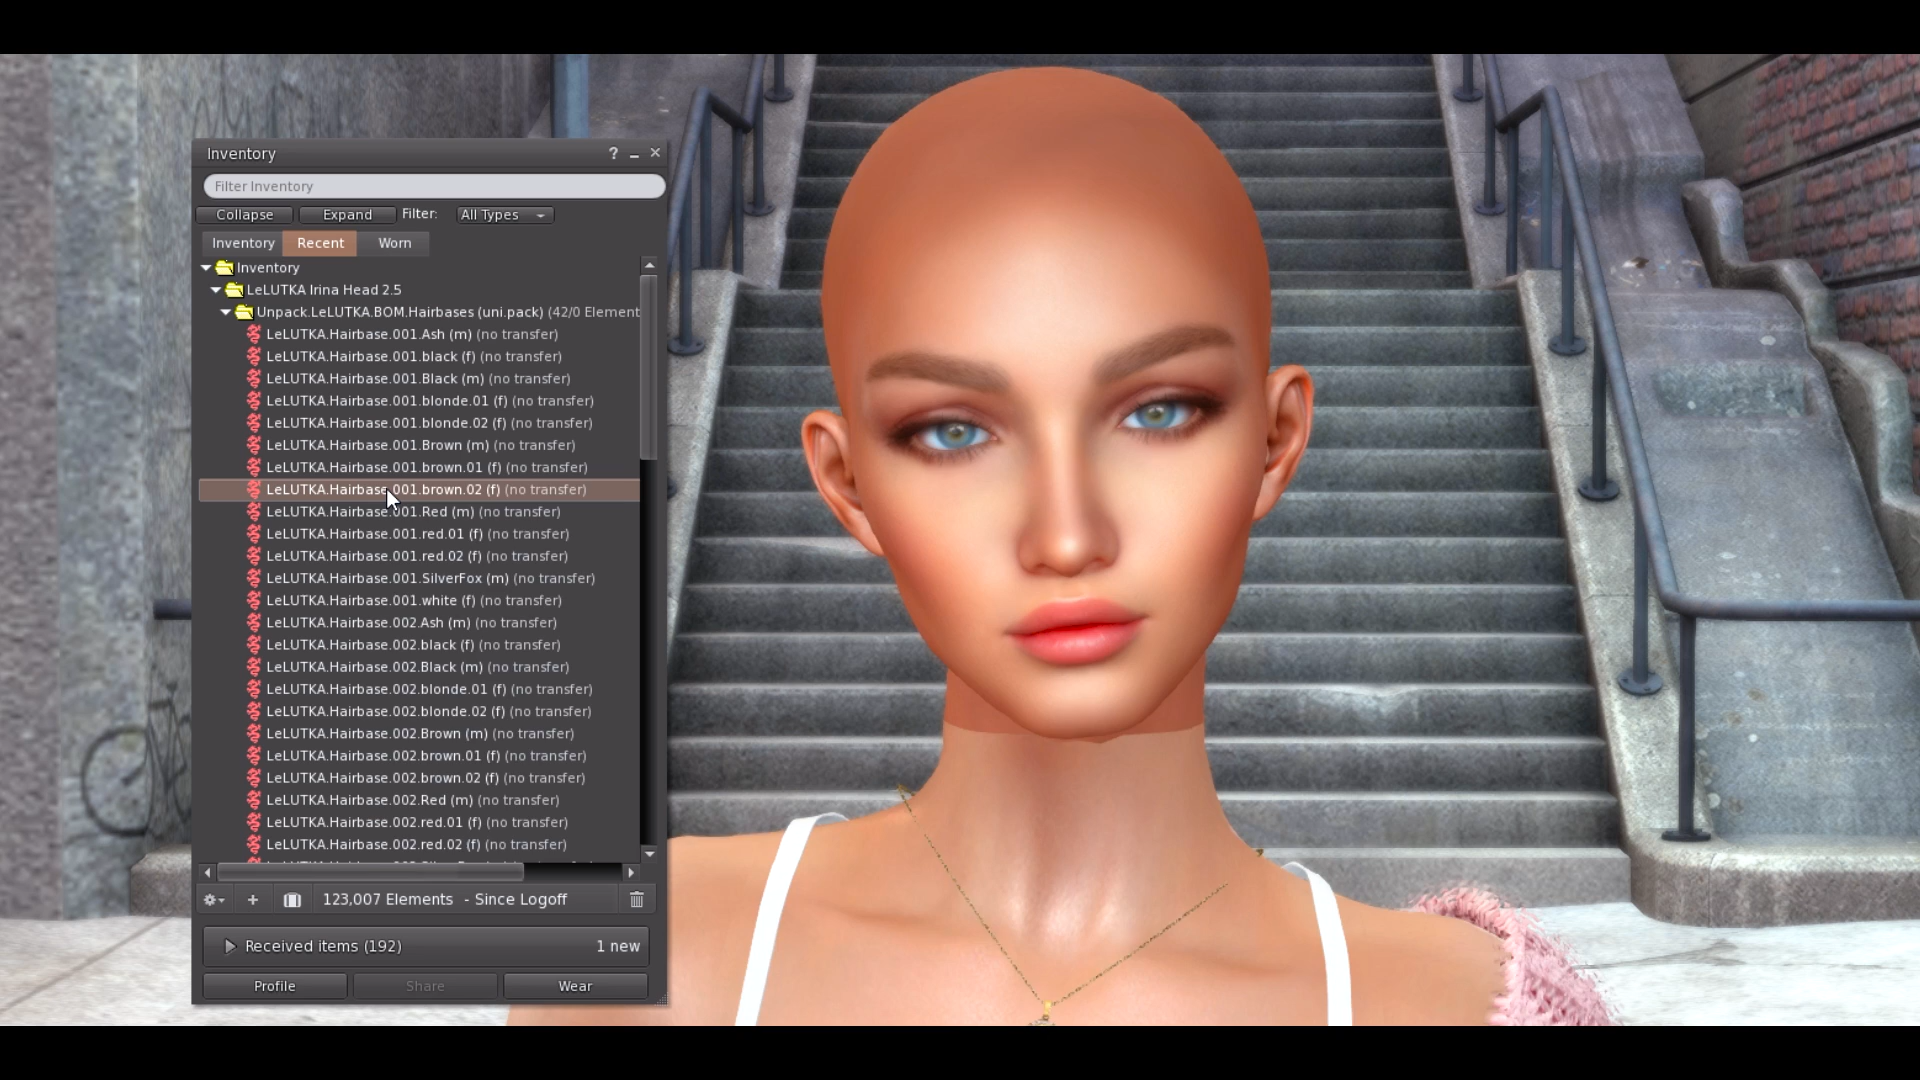 Inventory ?
Filter Inventory
Collapse Expand Filter: All Types
Inventory Recent Worn
Inventory
LeLUTKA Irina Head 2.5
Unpack.LeLUTKA.BOM.Hairbases (uni.pack) (42/0 Element
LeLUTKA.Hairbase.001.Ash (m) (no transfer)
LeLUTKA.Hairbase.001.black (f) (no transfer)
LeLUTKA.Hairbase.001.Black (m) (no transfer)
LeLUTKA.Hairbase.001.blonde.01 (f) (no transfer)
LeLUTKA.Hairbase.001.blonde.02 (f) (no transfer)
LeLUTKA.Hairbase.001.Brown (m) (no transfer)
LeLUTKA.Hairbase.001.brown.01 (f) (no transfer)
LeLUTKA.Hairbase.001.brown.02 (f) (no transfer)
LeLUTKA.Hairbase.001.Red (m) (no transfer)
LeLUTKA.Hairbase.001.red.01 (f) (no transfer)
LeLUTKA.Hairbase.001.red.02 (f) (no transfer)
LeLUTKA.Hairbase.001.SilverFox (m) (no transfer)
LeLUTKA.Hairbase.001.white (f) (no transfer)
LeLUTKA.Hairbase.002.Ash (m) (no transfer)
LeLUTKA.Hairbase.002.black (f) (no transfer)
LeLUTKA.Hairbase.002.Black (m) (no transfer)
LeLUTKA.Hairbase.002.blonde.01 (f) (no transfer)
LeLUTKA.Hairbase.002.blonde.02 (f) (no transfer)
LeLUTKA.Hairbase.002.Brown (m) (no transfer)
LeLUTKA.Hairbase.002.brown.01 (f) (no transfer)
LeLUTKA.Hairbase.002.brown.02 (f) (no transfer)
LeLUTKA.Hairbase.002.Red (m) (no transfer)
LeLUTKA.Hairbase.002.red.01 (f) (no transfer)
LeLUTKA.Hairbase.002.red.02 (f) (no transfer)
123,007 Elements - Since Logoff
Received items (192) 1 new
Profile Share Wear